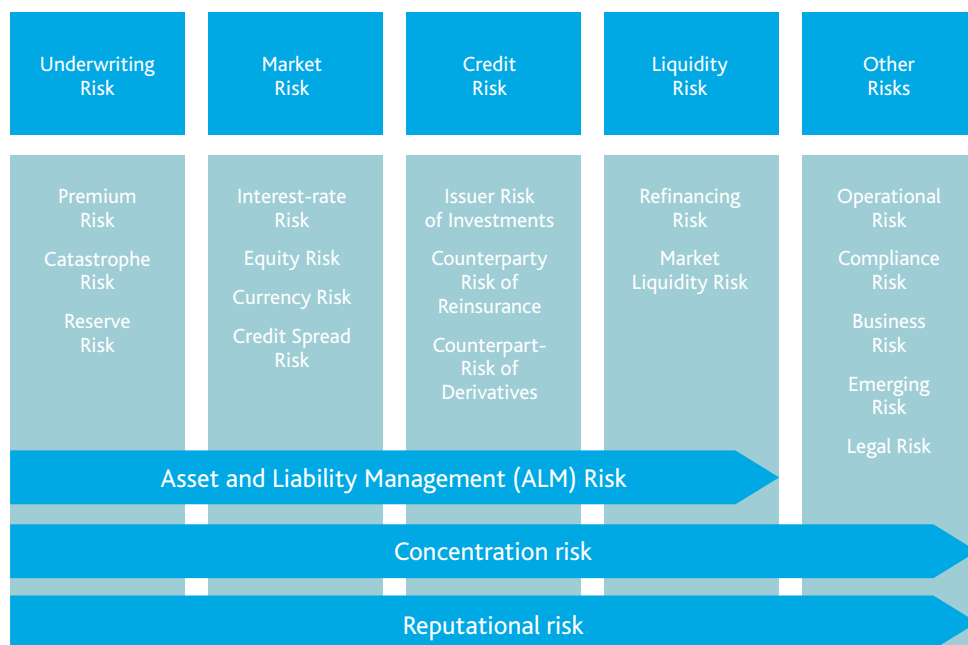 Underwriting
Risk
Market
Risk
Credit
Risk
Liquidity
Risk
Other
Risks
Premium
Risk
Catastrophe
Risk
Reserve
Risk
Interest-rate
Risk
Equity Risk
Currency Risk
Credit Spread
Risk
Issuer Risk
of Investments
Counterparty
Risk of
Reinsurance
Counterpart-
Risk of
Derivatives
Refinancing
Risk
Market
Liquidity Risk
Operational
Risk
Compliance
Risk
Business
Risk
Emerging
Risk
Legal Risk
Asset and Liability Management (ALM) Risk
Concentration risk
Reputational risk